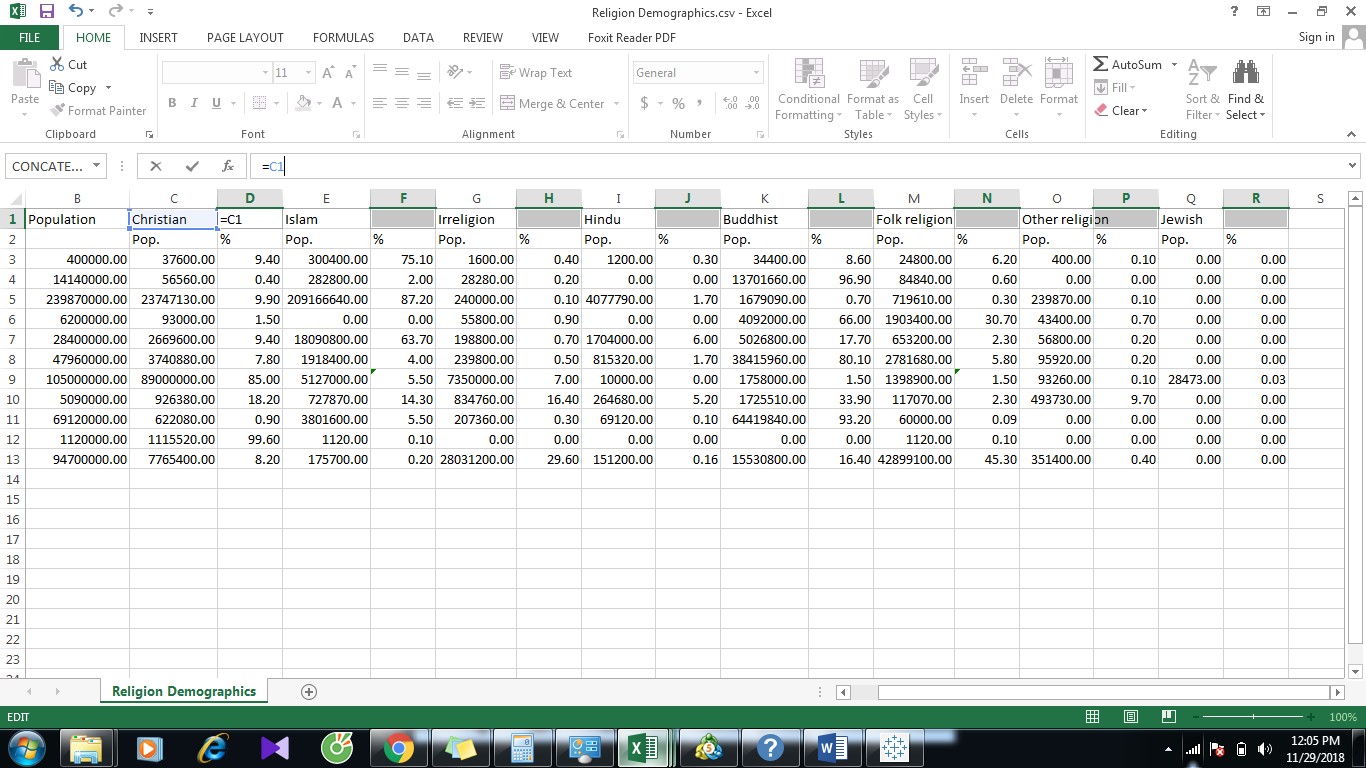 Religion Demographics.csv - Excel
FILE HOME INSERT PAGE LAYOUT FORMULAS DATA REVIEW VIEW Foxit Reader PDF Sign in
Paste Cut Copy Format Painter Clipboard
11 A A B I U A Font
Wrap Text Merge & Center Alignment
General $ % , .0 .00 .00 .0 Number
Conditional Formatting Format as Table Cell Styles Styles
Insert Delete Format Cells
AutoSum Fill Clear Sort & Filter Find & Select Editing
CONCATE... fx =C1
B C D E F G H I J K L M N O P Q R S
1 Population Christian =C1 Islam Irreligion Hindu Buddhist Folk religion Other religion Jewish
2 Pop. % Pop. % Pop. % Pop. % Pop. % Pop. % Pop. % Pop. %
3 400000.00 37600.00 9.40 300400.00 75.10 1600.00 0.40 1200.00 0.30 34400.00 8.60 24800.00 6.20 400.00 0.10 0.00 0.00
4 14140000.00 56560.00 0.40 282800.00 2.00 28280.00 0.20 0.00 0.00 13701660.00 96.90 84840.00 0.60 0.00 0.00 0.00 0.00
5 239870000.00 23747130.00 9.90 209166640.00 87.20 240000.00 0.10 4077790.00 1.70 1679090.00 0.70 719610.00 0.30 239870.00 0.10 0.00 0.00
6 6200000.00 93000.00 1.50 0.00 0.00 55800.00 0.90 0.00 0.00 4092000.00 66.00 1903400.00 30.70 43400.00 0.70 0.00 0.00
7 28400000.00 2669600.00 9.40 18090800.00 63.70 198800.00 0.70 1704000.00 6.00 5026800.00 17.70 653200.00 2.30 56800.00 0.20 0.00 0.00
8 47960000.00 3740880.00 7.80 1918400.00 4.00 239800.00 0.50 815320.00 1.70 38415960.00 80.10 2781680.00 5.80 95920.00 0.20 0.00 0.00
9 105000000.00 89000000.00 85.00 5127000.00 5.50 7350000.00 7.00 10000.00 0.00 1758000.00 1.50 1398900.00 1.50 93260.00 0.10 28473.00 0.03
10 5090000.00 926380.00 18.20 727870.00 14.30 834760.00 16.40 264680.00 5.20 1725510.00 33.90 117070.00 2.30 493730.00 9.70 0.00 0.00
11 69120000.00 622080.00 0.90 3801600.00 5.50 207360.00 0.30 69120.00 0.10 64419840.00 93.20 60000.00 0.09 0.00 0.00 0.00 0.00
12 1120000.00 1115520.00 99.60 1120.00 0.10 0.00 0.00 0.00 0.00 0.00 0.00 1120.00 0.10 0.00 0.00 0.00 0.00
13 94700000.00 7765400.00 8.20 175700.00 0.20 28031200.00 29.60 151200.00 0.16 15530800.00 16.40 42899100.00 45.30 351400.00 0.40 0.00 0.00
14
15
16
17
18
19
20
21
22
23
Religion Demographics
EDIT 100%
12:05 PM
11/29/2018